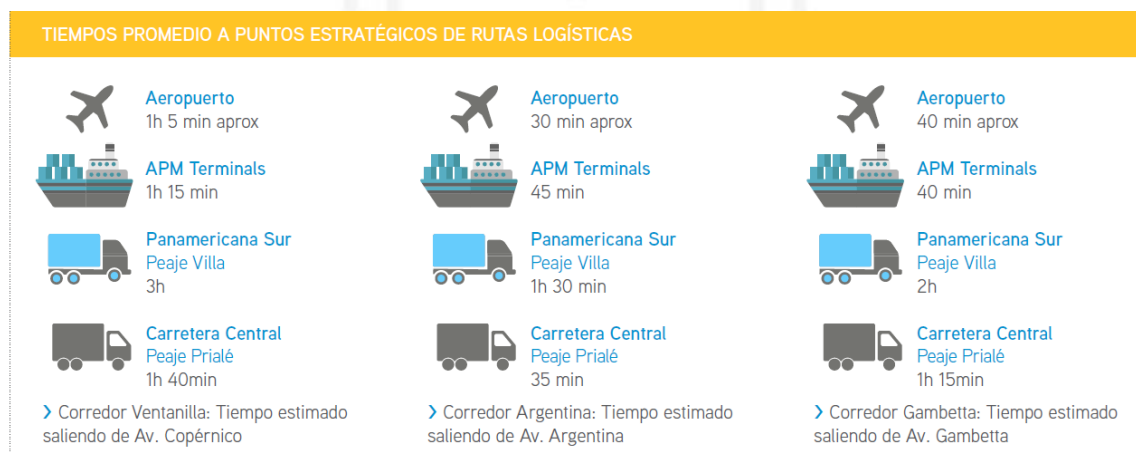 TIEMPOS PROMEDIO A PUNTOS ESTRATÉGICOS DE RUTAS LOGÍSTICAS
Aeropuerto
1h 5 min aprox
APM Terminals
1h 15 min
Panamericana Sur
Peaje Villa
3h
Carretera Central
Peaje Prialé
1h 40min
› Corredor Ventanilla: Tiempo estimado
saliendo de Av. Copérnico
Aeropuerto
30 min aprox
APM Terminals
45 min
Panamericana Sur
Peaje Villa
1h 30 min
Carretera Central
Peaje Prialé
35 min
› Corredor Argentina: Tiempo estimado
saliendo de Av. Argentina
Aeropuerto
40 min aprox
APM Terminals
40 min
Panamericana Sur
Peaje Villa
2h
Carretera Central
Peaje Prialé
1h 15min
› Corredor Gambetta: Tiempo estimado
saliendo de Av. Gambetta